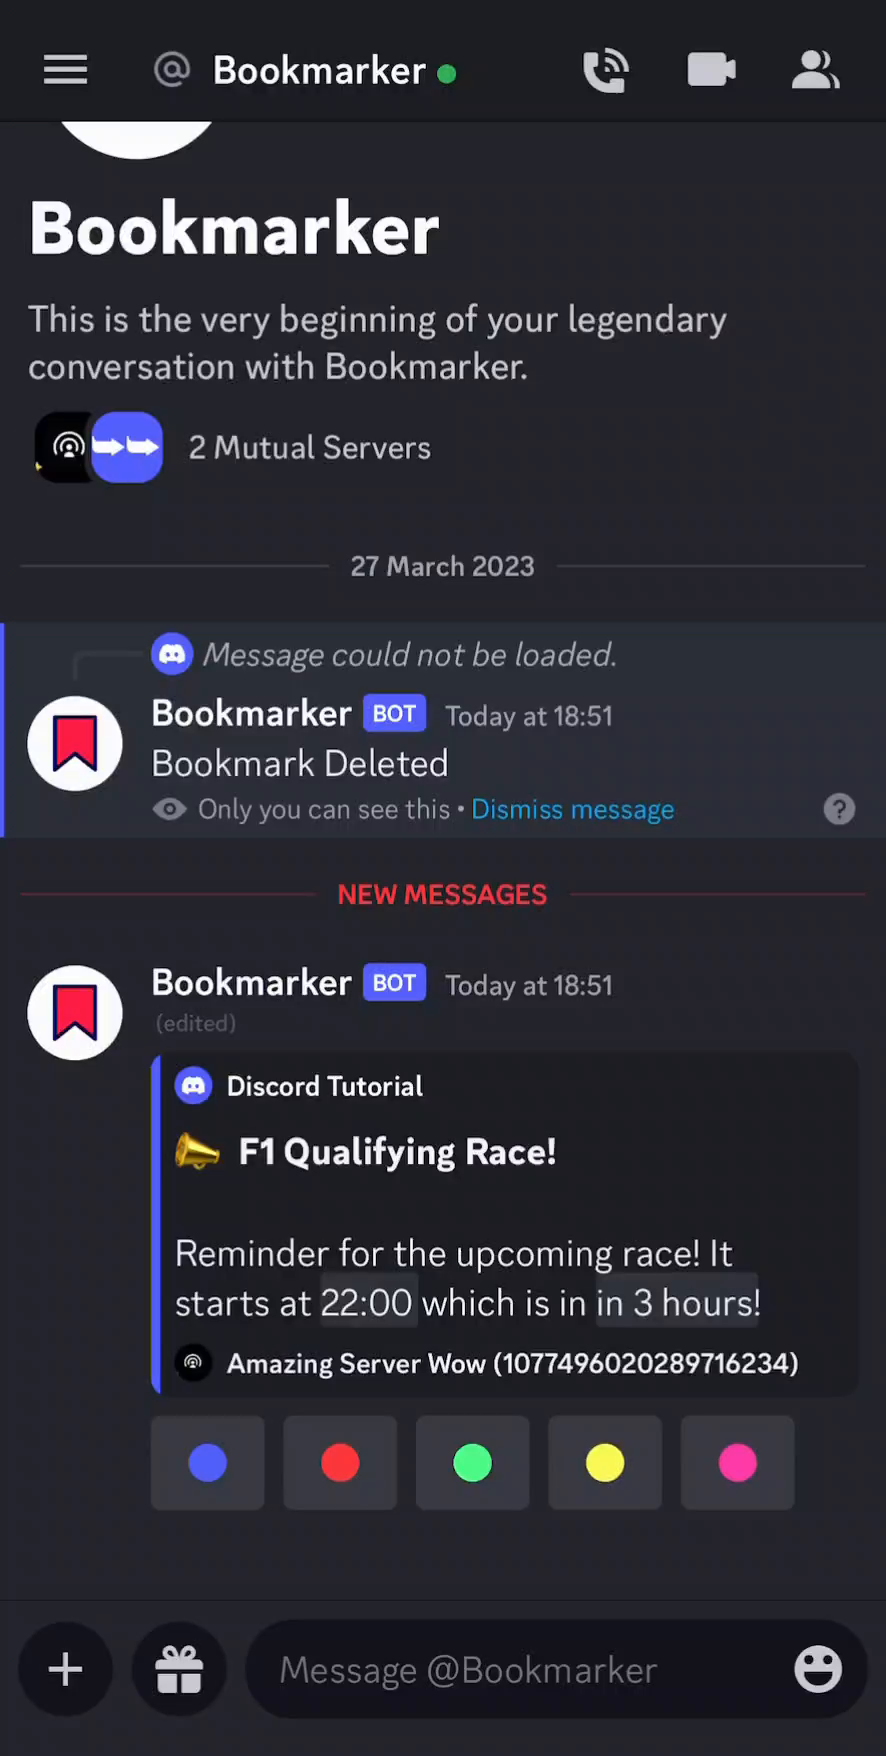 @ Bookmarker
Bookmarker
This is the very beginning of your legendary
conversation with Bookmarker.
2 Mutual Servers
27 March 2023
Message could not be loaded.
Bookmarker BOT Today at 18:51
Bookmark Deleted
Only you can see this • Dismiss message ?
NEW MESSAGES
Bookmarker BOT Today at 18:51
(edited)
Discord Tutorial
F1 Qualifying Race!
Reminder for the upcoming race! It
starts at 22:00 which is in in 3 hours!
Amazing Server Wow (1077496020289716234)
Message @Bookmarker